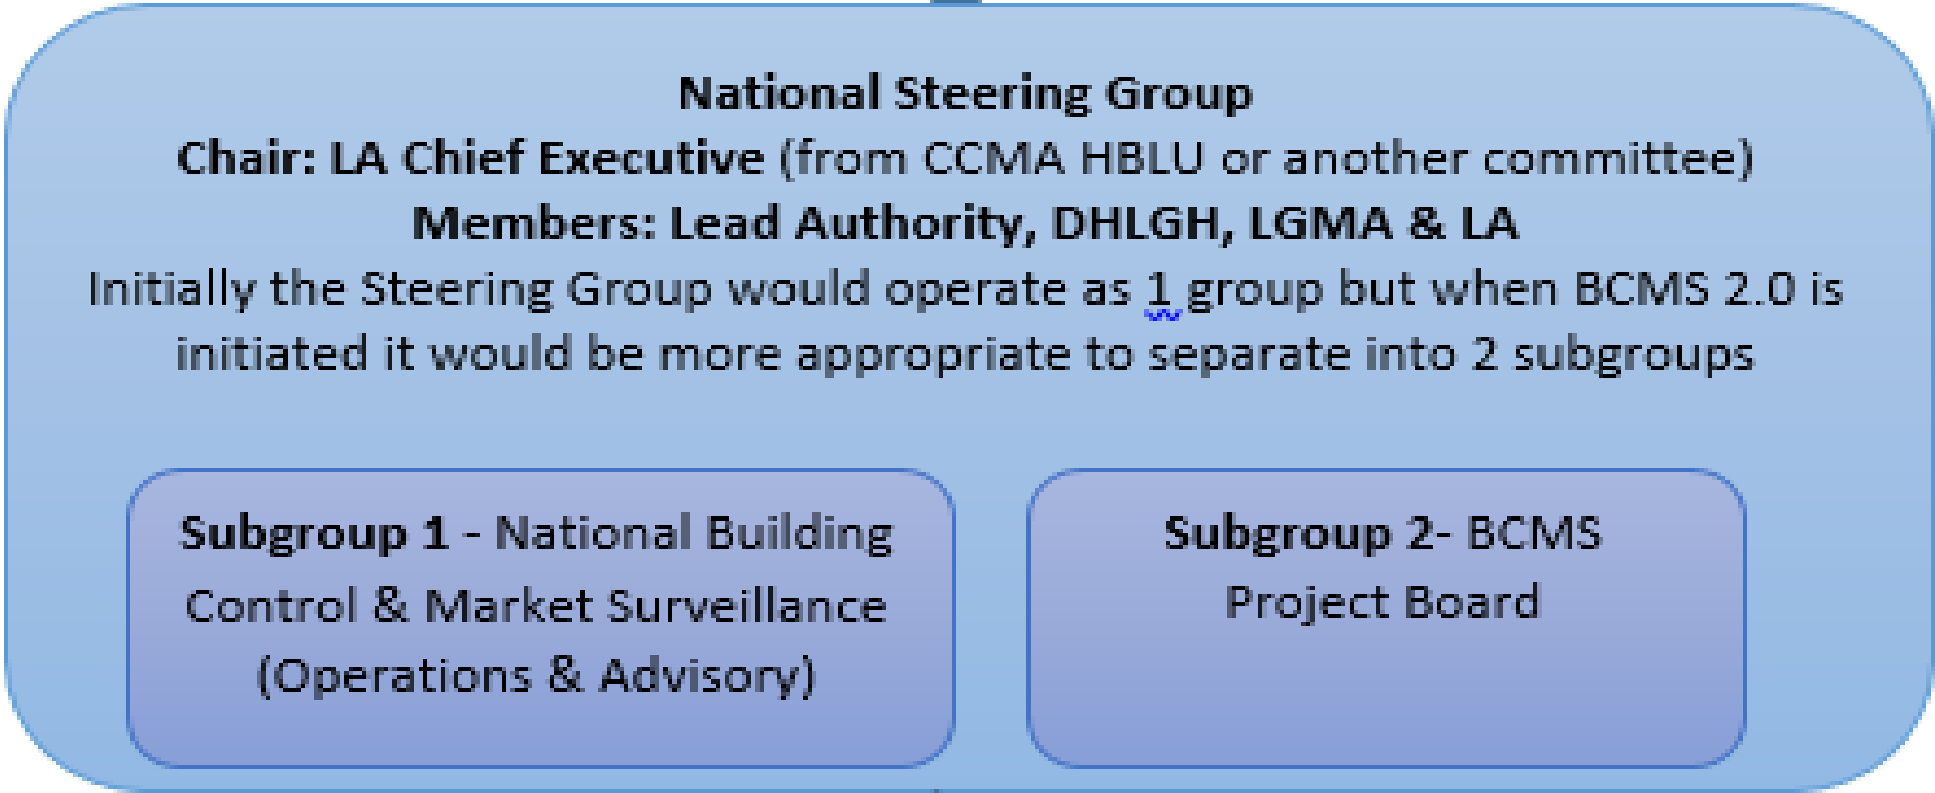 National Steering Group
Chair: LA Chief Executive (from CCMA HBLU or another committee)
Members: Lead Authority, DHLGH, LGMA & LA
Initially the Steering Group would operate as 1 group but when BCMS 2.0 is
initiated it would be more appropriate to separate into 2 subgroups
Subgroup 1 - National Building
Control & Market Surveillance
(Operations & Advisory)
Subgroup 2- BCMS
Project Board